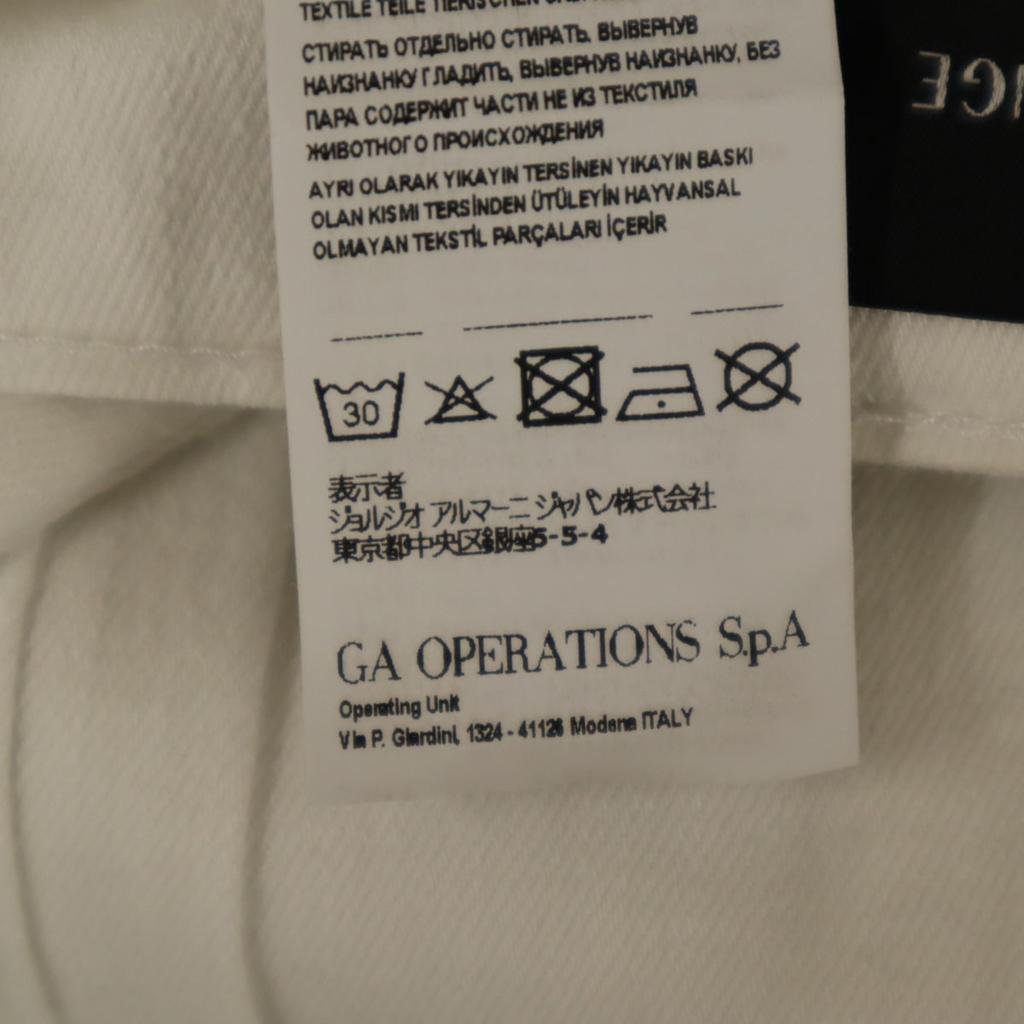 TEXTILE TEILE TIERISCHEN
СТИРАТЬ ОТДЕЛЬНО СТИРАТЬ, ВЫВЕРНУВ
НАИЗНАНКУ ГЛАДИТЬ, ВЫВЕРНУВ НАИЗНАНКУ, БЕЗ
ПАРА СОДЕРЖИТ ЧАСТИ НЕ ИЗ ТЕКСТИЛЯ
ЖИВОТНОГО ПРОИСХОЖДЕНИЯ
AYRI OLARAK YIKAYIN TERSİNEN YIKAYIN BASKI
OLAN KISMI TERSİNDEN ÜTÜLEYİN HAYVANSAL
OLMAYAN TEKSTİL PARÇALARI İÇERİR
30
表示者
ジョルジオ アルマーニ ジャパン株式会社
東京都中央区銀座5-5-4
GA OPERATIONS S.p.A
Operating Unit
Via P. Giardini, 1324 - 41126 Modena ITALY